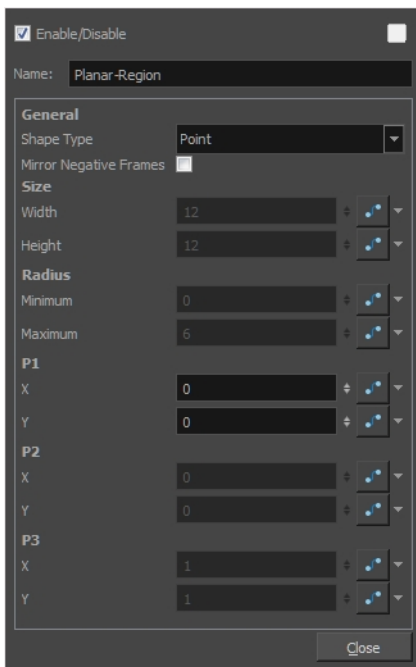 Enable/Disable
Name: Planar-Region
General
Shape Type Point
Mirror Negative Frames
Size
Width 12
Height 12
Radius
Minimum 0
Maximum 6
P1
X 0
Y 0
P2
X 0
Y 0
P3
X 1
Y 1
Close